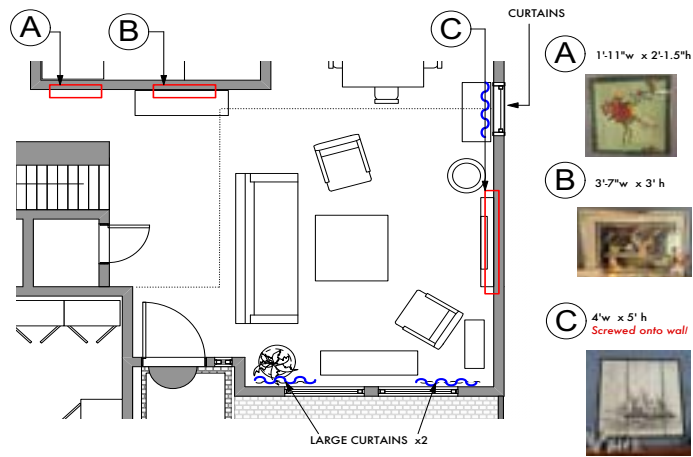 A
B
C
CURTAINS
A
1'-11"w x 2'-1.5"h
B
3'-7"w x 3' h
C
4'w x 5' h
Screwed onto wall
LARGE CURTAINS x2